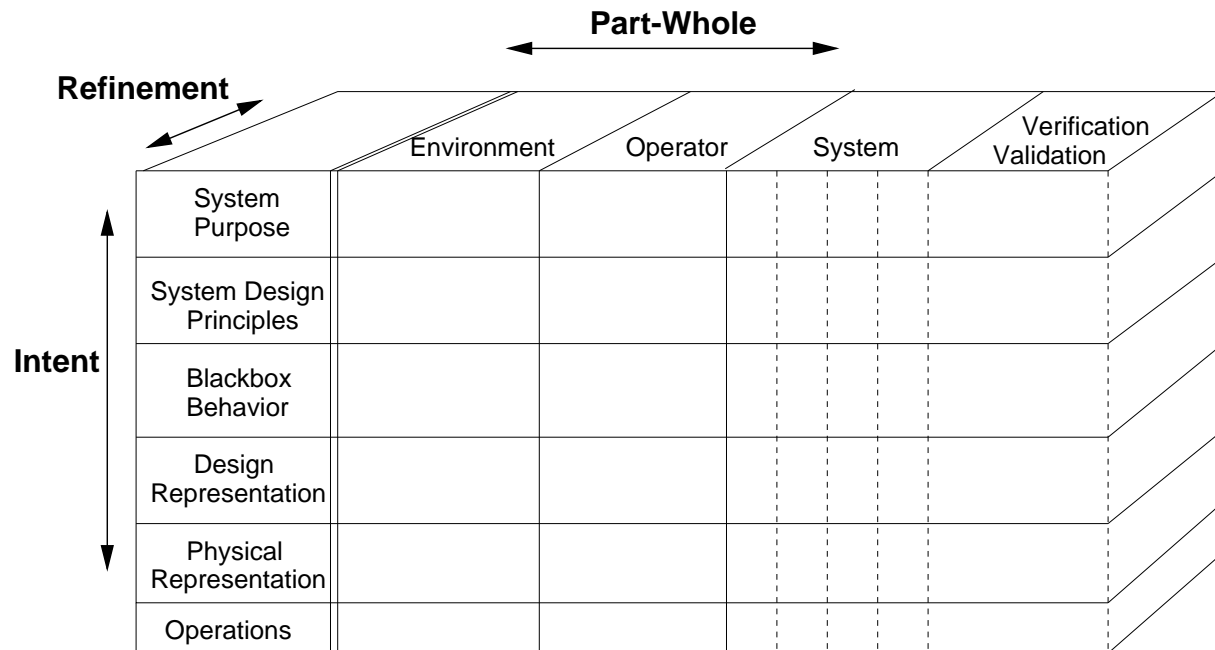 Part-Whole
Refinement
Environment
Operator
System
Verification
Validation
System
Purpose
System Design
Principles
Intent
Blackbox
Behavior
Design
Representation
Physical
Representation
Operations